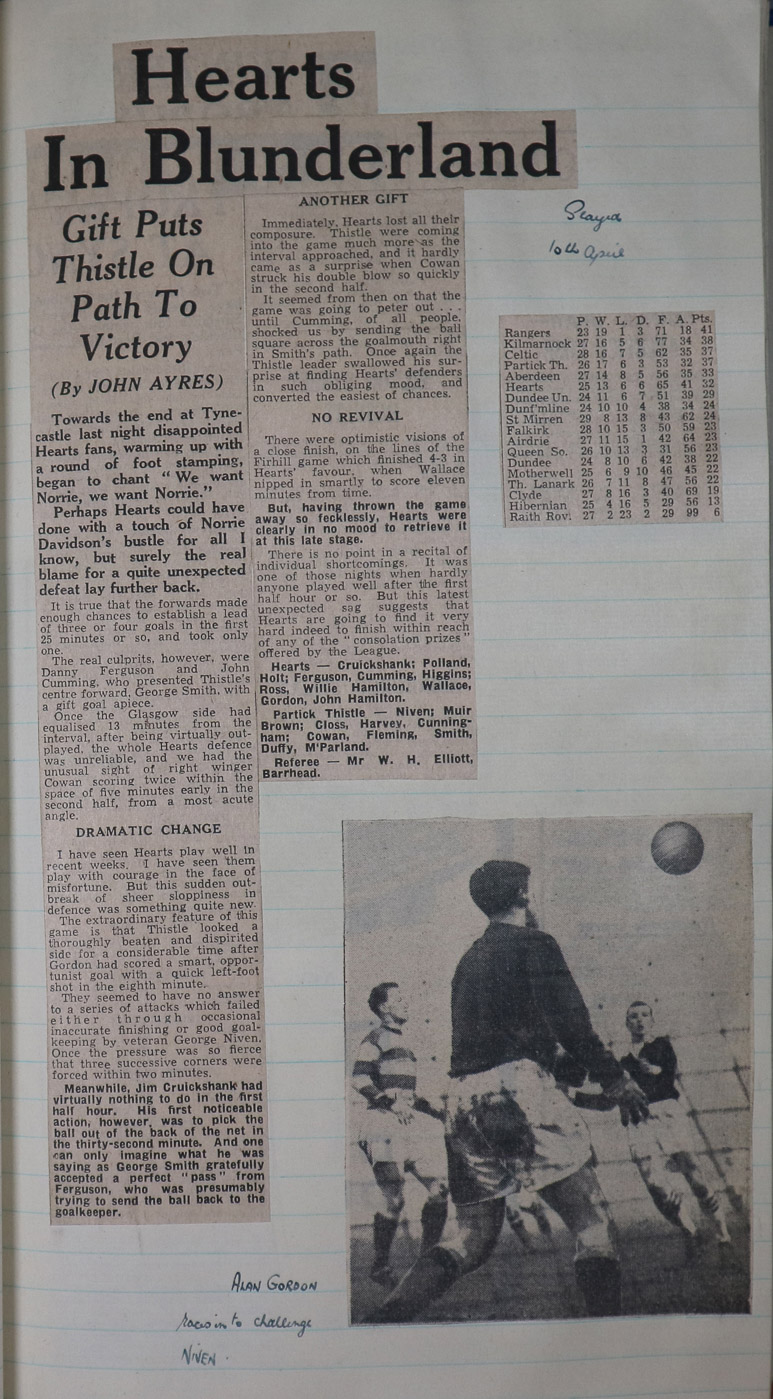 Hearts
In Blunderland
Gift Puts
Thistle On
Path To
Victory
(By JOHN AYRES)
Towards the end at Tyne-
castle last night disappointed
Hearts fans, warming up with
a round of foot stamping,
began to chant " We want
Norrie, we want Norrie."
Perhaps Hearts could have
done with a touch of Norrie
Davidson's bustle for all I
know, but surely the real
blame for a quite unexpected
defeat lay further back.
It is true that the forwards made
enough chances to establish a lead
of three or four goals in the first
25 minutes or so, and took only
one.
The real culprits, however, were
Danny Ferguson and John
Cumming, who presented Thistle's
centre forward, George Smith, with
a gift goal apiece.
Once the Glasgow side had
equalised 13 minutes from the
interval, after being virtually out-
played, the whole Hearts defence
was unreliable, and we had the
unusual sight of right winger
Cowan scoring twice within the
space of five minutes early in the
second half, from a most acute
angle.
DRAMATIC CHANGE
I have seen Hearts play well in
recent weeks. I have seen them
play with courage in the face of
misfortune. But this sudden out-
break of sheer sloppiness in
defence was something quite new.
The extraordinary feature of this
game is that Thistle looked a
thoroughly beaten and dispirited
side for a considerable time after
Gordon had scored a smart, oppor-
tunist goal with a quick left-foot
shot in the eighth minute.
They seemed to have no answer
to a series of attacks which failed
either through occasional
inaccurate finishing or good goal-
keeping by veteran George Niven.
Once the pressure was so fierce
that three successive corners were
forced within two minutes.
Meanwhile, Jim Cruickshank had
virtually nothing to do in the first
half hour. His first noticeable
action, however, was to pick the
ball out of the back of the net in
the thirty-second minute. And one
can only imagine what he was
saying as George Smith gratefully
accepted a perfect "pass" from
Ferguson, who was presumably
trying to send the ball back to the
goalkeeper.
ANOTHER GIFT
Immediately, Hearts lost all their
composure. Thistle were coming
into the game much more as the
interval approached, and it hardly
came as a surprise when Cowan
struck his double blow so quickly
in the second half.
It seemed from then on that the
game was going to peter out . . .
until Cumming, of all people,
shocked us by sending the ball
square across the goalmouth right
in Smith's path. Once again the
Thistle leader swallowed his sur-
prise at finding Hearts' defenders
in such obliging mood, and
converted the easiest of chances.
NO REVIVAL
There were optimistic visions of
a close finish, on the lines of the
Firhill game which finished 4-3 in
Hearts' favour, when Wallace
nipped in smartly to score eleven
minutes from time.
But, having thrown the game
away so fecklessly, Hearts were
clearly in no mood to retrieve it
at this late stage.
There is no point in a recital of
individual shortcomings. It was
one of those nights when hardly
anyone played well after the first
half hour or so. But this latest
unexpected sag suggests that
Hearts are going to find it very
hard indeed to finish within reach
of any of the "consolation prizes"
offered by the League.
Hearts — Cruickshank; Polland,
Holt; Ferguson, Cumming, Higgins;
Ross, Willie Hamilton, Wallace,
Gordon, John Hamilton.
Partick Thistle — Niven; Muir
Brown; Closs, Harvey, Cunning-
ham; Cowan, Fleming, Smith,
Duffy, M'Parland.
Referee — Mr W. H. Elliott,
Barrhead.
Played
10th April
P. W. L. D. F. A. Pts.
Rangers 23 19 1 3 71 18 41
Kilmarnock 27 16 5 6 77 34 38
Celtic 28 16 7 5 62 35 37
Partick Th. 26 17 6 3 53 32 37
Aberdeen 27 14 8 5 56 35 33
Hearts 25 13 6 6 65 41 32
Dundee Un. 24 11 6 7 51 39 29
Dunf'mline 24 10 10 4 38 34 24
St Mirren 29 8 13 8 43 62 24
Falkirk 28 10 15 3 50 59 23
Airdrie 27 11 15 1 42 64 23
Queen So. 26 10 13 3 31 56 23
Dundee 24 8 10 6 42 38 22
Motherwell 25 6 9 10 46 45 22
Th. Lanark 26 7 11 8 47 56 22
Clyde 27 8 16 3 40 69 19
Hibernian 25 4 16 5 29 56 13
Raith Rov. 27 2 23 2 29 99 6
ALAN GORDON
races in to challenge
NIVEN.